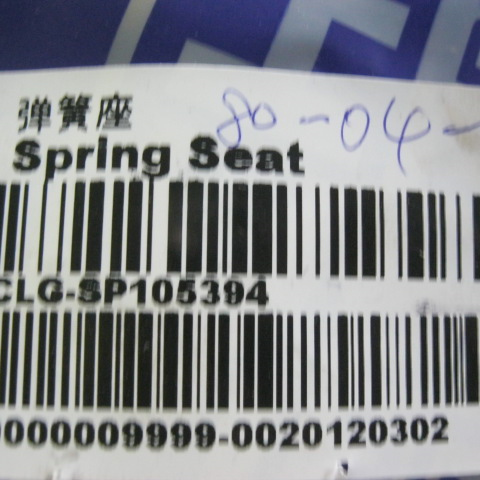 弹簧座 80-04-
Spring Seat
CLG-SP105394
0000009999-0020120302